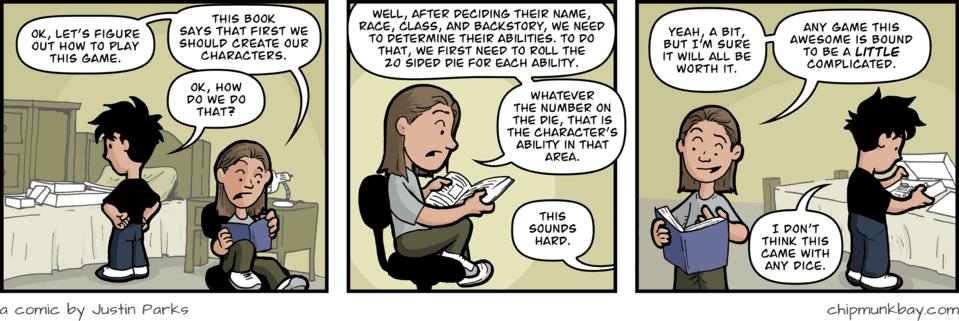 OK, LET'S FIGURE
OUT HOW TO PLAY
THIS GAME.
THIS BOOK
SAYS THAT FIRST WE
SHOULD CREATE OUR
CHARACTERS.
OK, HOW
DO WE DO
THAT?
WELL, AFTER DECIDING THEIR NAME,
RACE, CLASS, AND BACKSTORY, WE NEED
TO DETERMINE THEIR ABILITIES. TO DO
THAT, WE FIRST NEED TO ROLL THE
20 SIDED DIE FOR EACH ABILITY.
WHATEVER
THE NUMBER ON
THE DIE, THAT IS
THE CHARACTER'S
ABILITY IN THAT
AREA.
THIS
SOUNDS
HARD.
YEAH, A BIT,
BUT I'M SURE
IT WILL ALL BE
WORTH IT.
ANY GAME THIS
AWESOME IS BOUND
TO BE A LITTLE
COMPLICATED.
I DON'T
THINK THIS
CAME WITH
ANY DICE.
a comic by Justin Parks
chipmunkbay.com